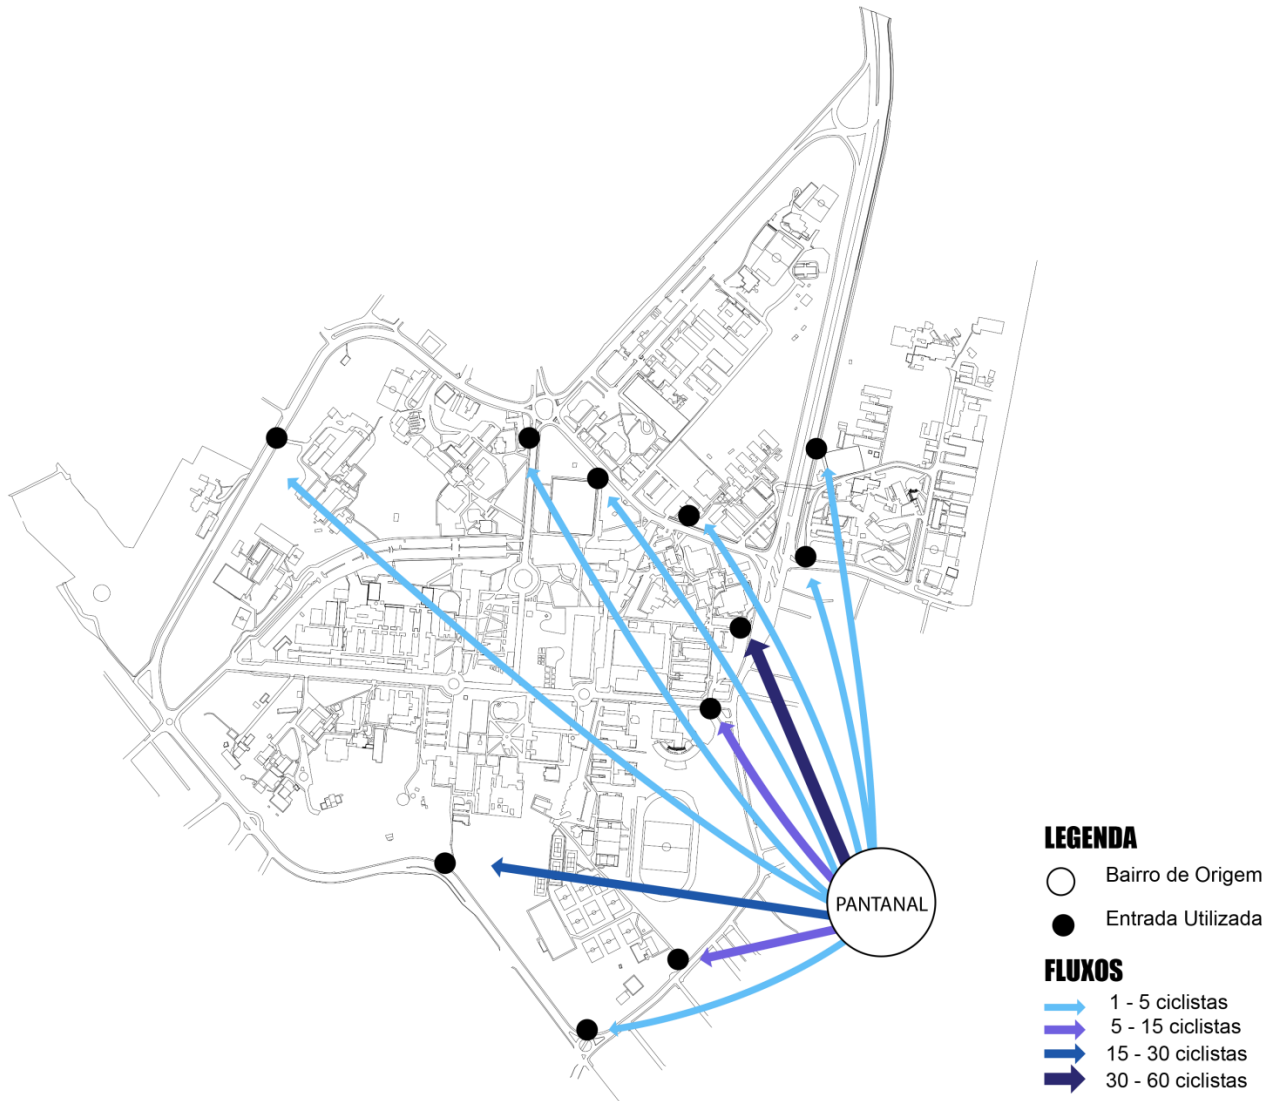 PANTANAL
LEGENDA
Bairro de Origem
Entrada Utilizada
FLUXOS
1 - 5 ciclistas
5 - 15 ciclistas
15 - 30 ciclistas
30 - 60 ciclistas